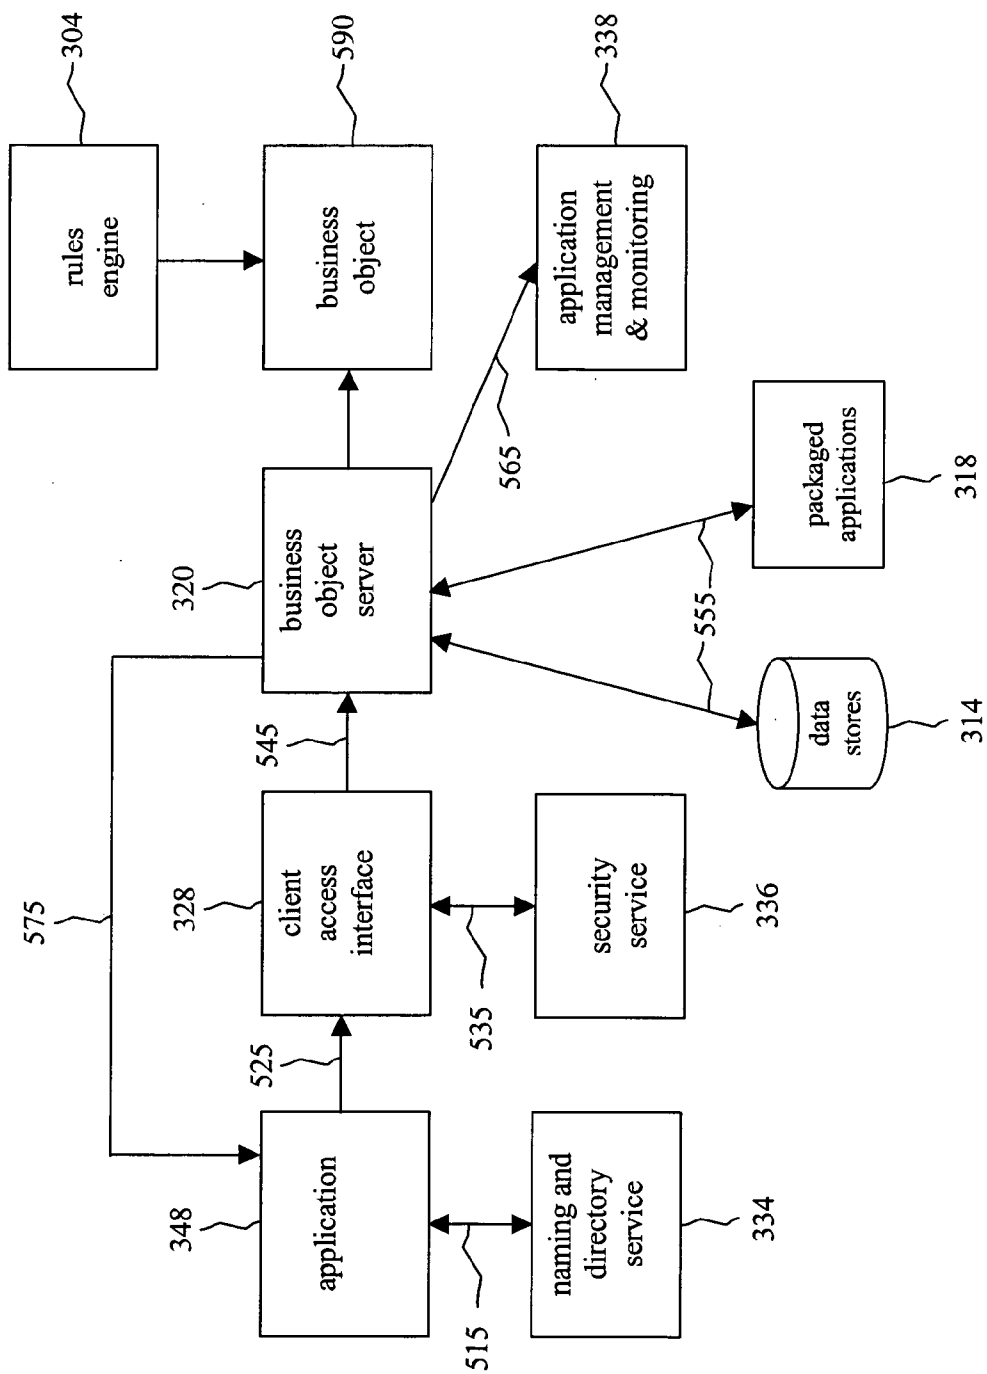 575
348
application
525
328
client
access
interface
545
320
business
object
server
rules
engine
304
business
object
590
515
535
565
application
management
& monitoring
338
naming and
directory
service
334
security
service
336
555
data
stores
314
packaged
applications
318